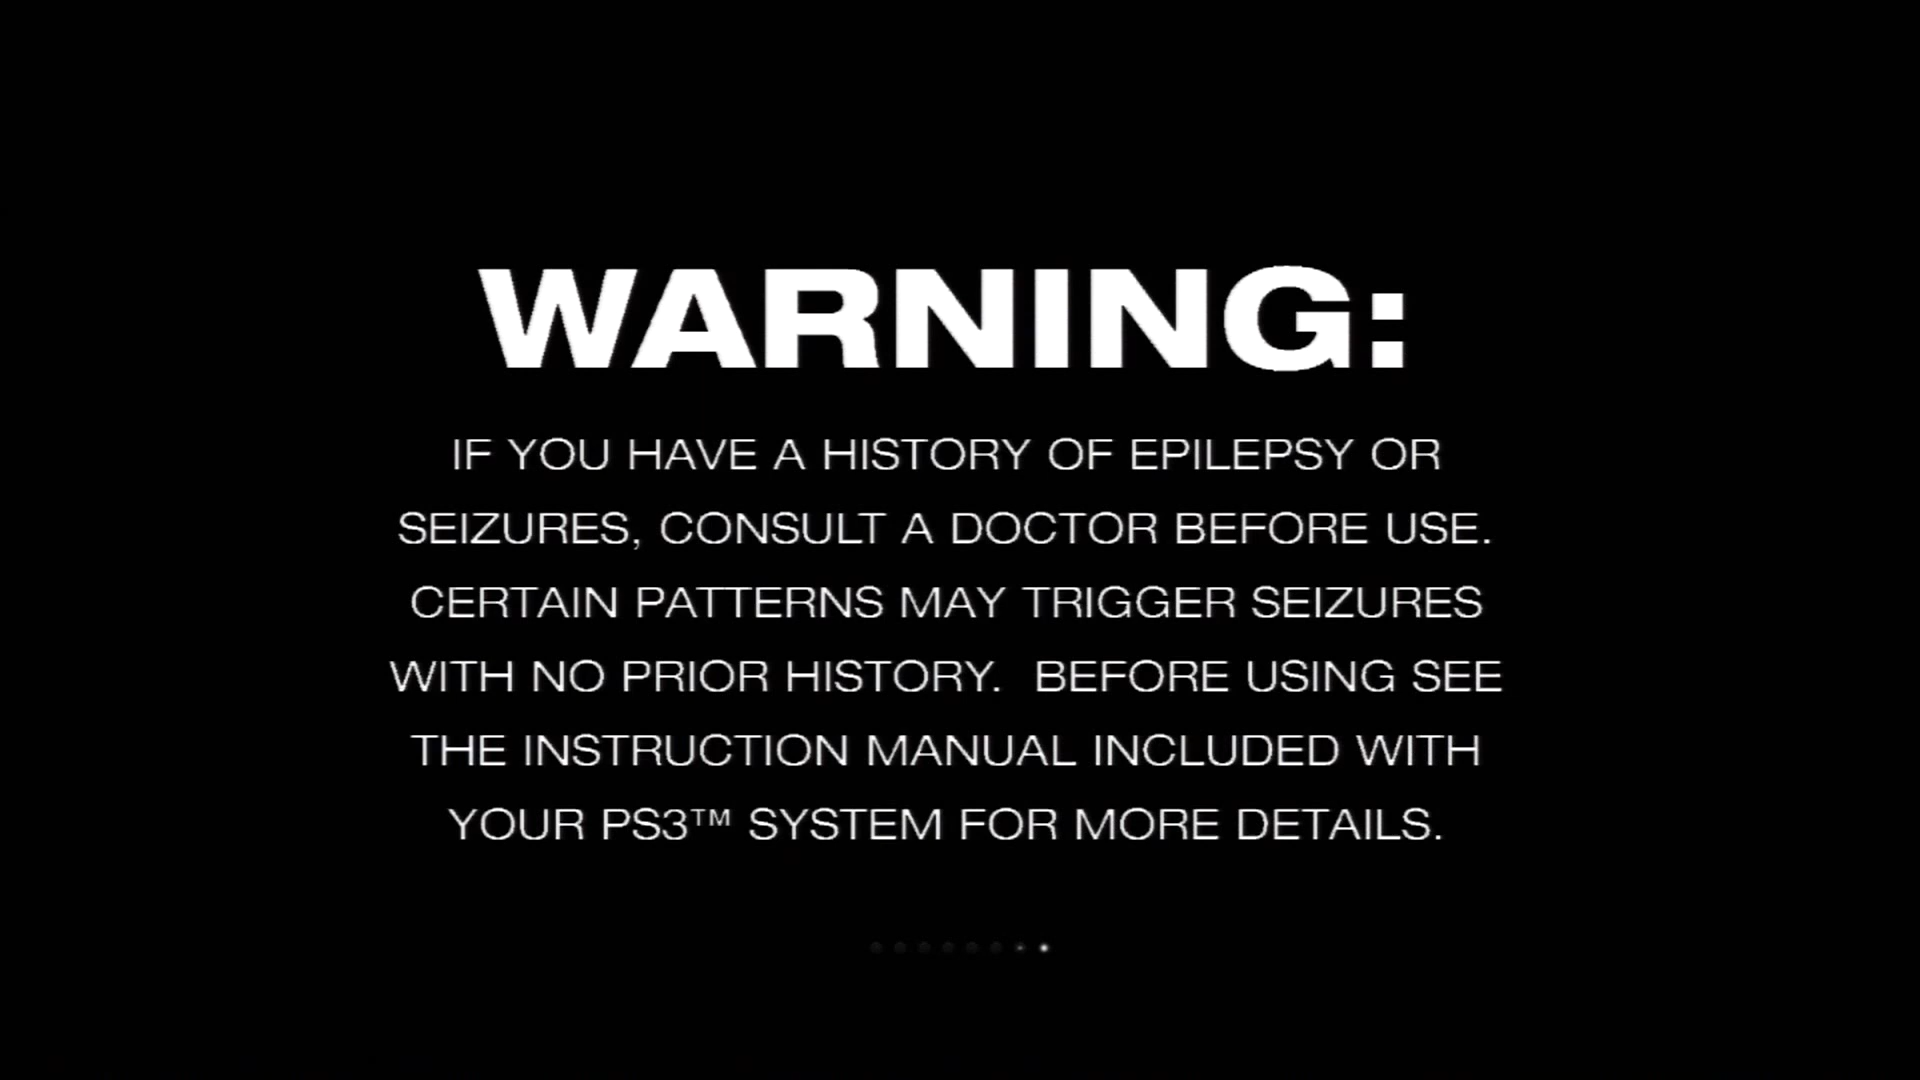 WARNING:
IF YOU HAVE A HISTORY OF EPILEPSY OR
SEIZURES, CONSULT A DOCTOR BEFORE USE.
CERTAIN PATTERNS MAY TRIGGER SEIZURES
WITH NO PRIOR HISTORY.  BEFORE USING SEE
THE INSTRUCTION MANUAL INCLUDED WITH
YOUR PS3™ SYSTEM FOR MORE DETAILS.